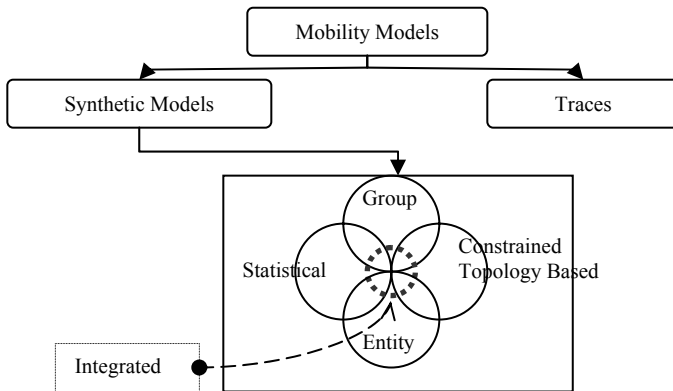 Mobility Models
Synthetic Models
Traces
Group
Statistical
Constrained
Topology Based
Entity
Integrated